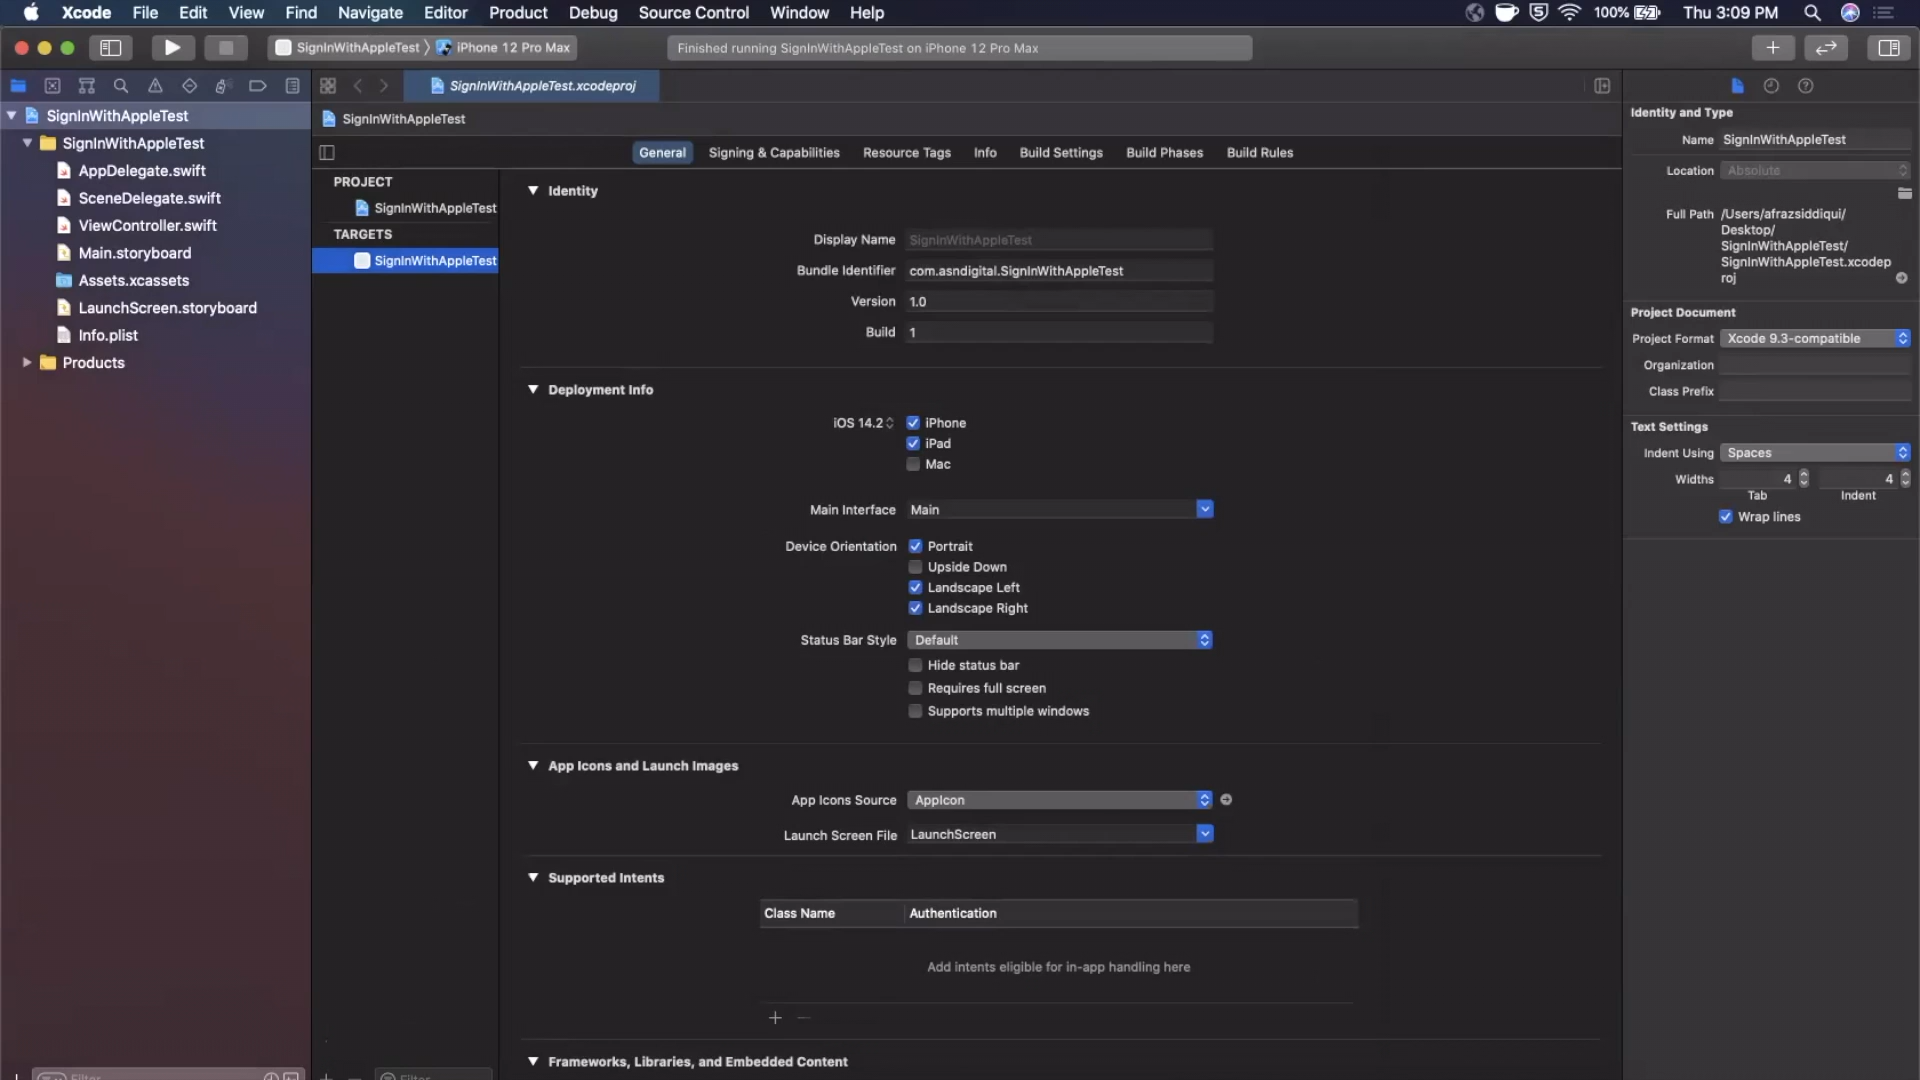 Xcode File Edit View Find Navigate Editor Product Debug Source Control Window Help 100% Thu 3:09 PM
SignInWithAppleTest iPhone 12 Pro Max Finished running SignInWithAppleTest on iPhone 12 Pro Max
SignInWithAppleTest.xcodeproj
SignInWithAppleTest
SignInWithAppleTest
AppDelegate.swift
SceneDelegate.swift
ViewController.swift
Main.storyboard
Assets.xcassets
LaunchScreen.storyboard
Info.plist
Products
Filter
SignInWithAppleTest
General Signing & Capabilities Resource Tags Info Build Settings Build Phases Build Rules
PROJECT
SignInWithAppleTest
TARGETS
SignInWithAppleTest
Filter
Identity
Display Name SignInWithAppleTest
Bundle Identifier com.asndigital.SignInWithAppleTest
Version 1.0
Build 1
Deployment Info
iOS 14.2 iPhone
iPad
Mac
Main Interface Main
Device Orientation Portrait
Upside Down
Landscape Left
Landscape Right
Status Bar Style Default
Hide status bar
Requires full screen
Supports multiple windows
App Icons and Launch Images
App Icons Source AppIcon
Launch Screen File LaunchScreen
Supported Intents
Class Name Authentication
Add intents eligible for in-app handling here
Frameworks, Libraries, and Embedded Content
Identity and Type
Name SignInWithAppleTest
Location Absolute
Full Path /Users/afrazsiddiqui/
Desktop/
SignInWithAppleTest/
SignInWithAppleTest.xcodeproj
Project Document
Project Format Xcode 9.3-compatible
Organization
Class Prefix
Text Settings
Indent Using Spaces
Widths 4 4
Tab Indent
Wrap lines